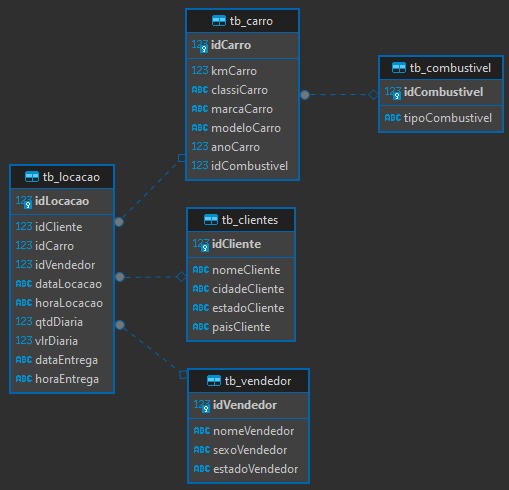 tb_carro
123 idCarro
123 kmCarro
ABC classiCarro
ABC marcaCarro
ABC modeloCarro
123 anoCarro
123 idCombustivel
tb_combustivel
123 idCombustivel
ABC tipoCombustivel
tb_locacao
123 idLocacao
123 idCliente
123 idCarro
123 idVendedor
ABC dataLocacao
ABC horaLocacao
123 qtdDiaria
123 vlrDiaria
ABC dataEntrega
ABC horaEntrega
tb_clientes
123 idCliente
ABC nomeCliente
ABC cidadeCliente
ABC estadoCliente
ABC paisCliente
tb_vendedor
123 idVendedor
ABC nomeVendedor
ABC sexoVendedor
ABC estadoVendedor